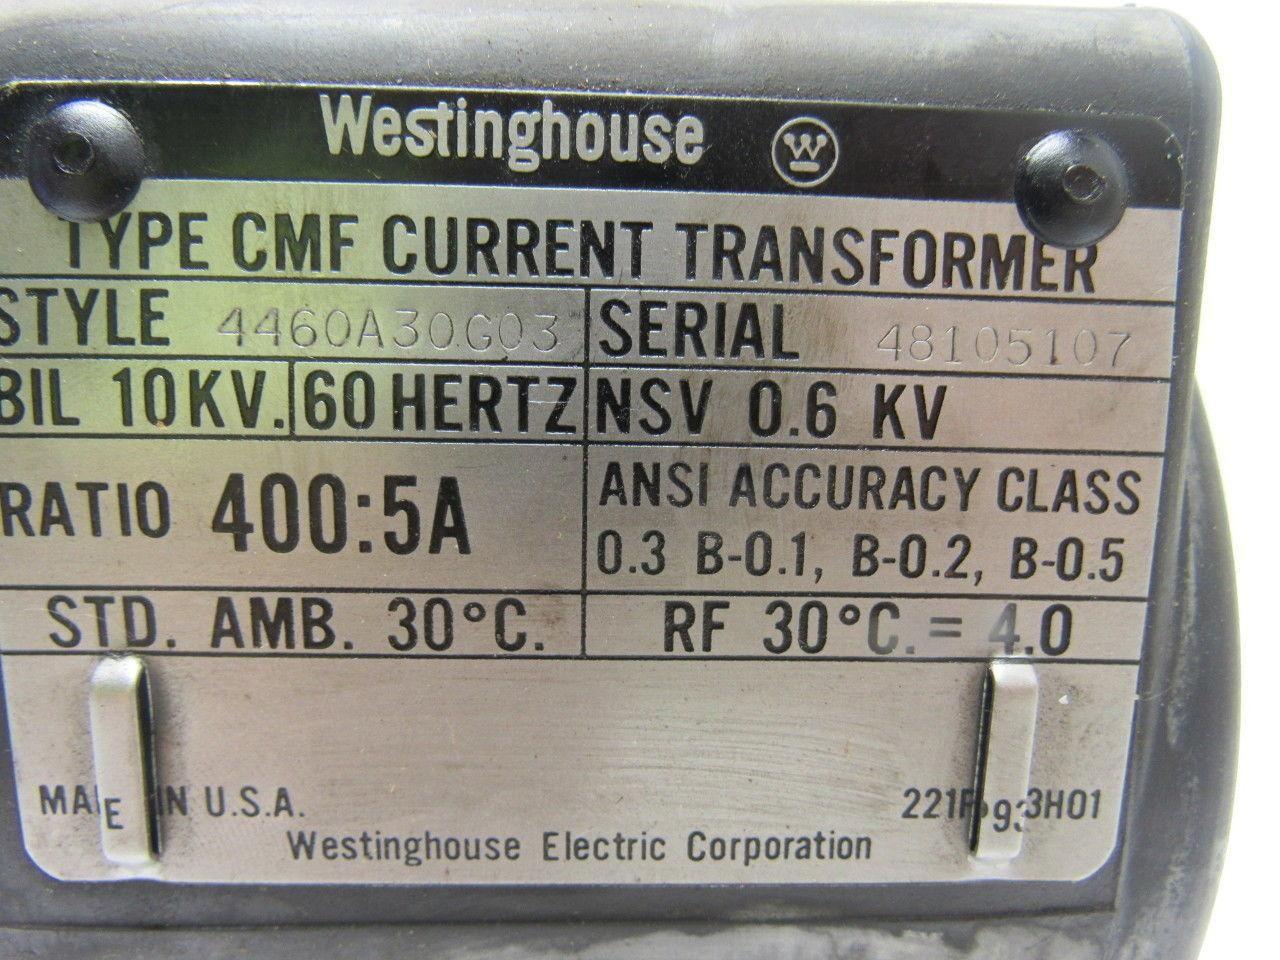 Westinghouse W
TYPE CMF CURRENT TRANSFORMER
STYLE 4460A30G03 SERIAL 48105107
BIL 10KV. 60 HERTZ NSV 0.6 KV
RATIO 400:5A
ANSI ACCURACY CLASS
0.3 B-0.1, B-0.2, B-0.5
STD. AMB. 30°C. RF 30°C. = 4.0
MADE IN U.S.A.
Westinghouse Electric Corporation